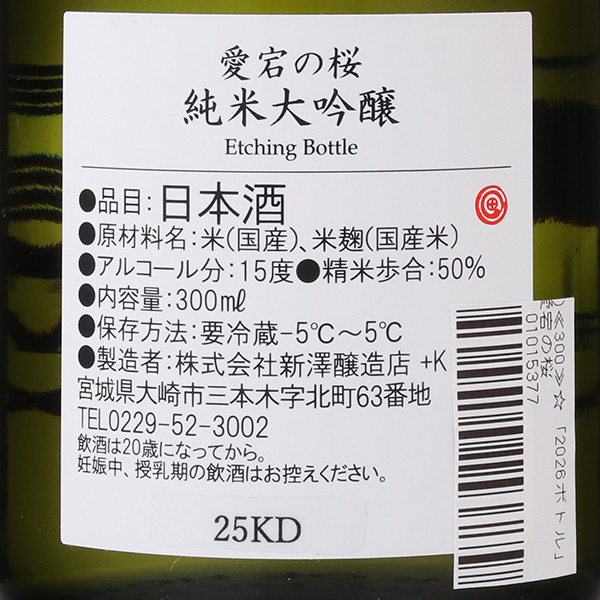 愛宕の桜
純米大吟醸
Etching Bottle
●品目:日本酒
●原材料名:米(国産)、米麹(国産米)
●アルコール分:15度●精米歩合:50%
●内容量:300㎖
●保存方法:要冷蔵-5℃～5℃
●製造者:株式会社新澤醸造店 +K
宮城県大崎市三本木字北町63番地
TEL0229-52-3002
飲酒は20歳になってから。
妊娠中、授乳期の飲酒はお控えください。
25KD
≪300≫☆「2026ボトル」
宕の桜
01015377